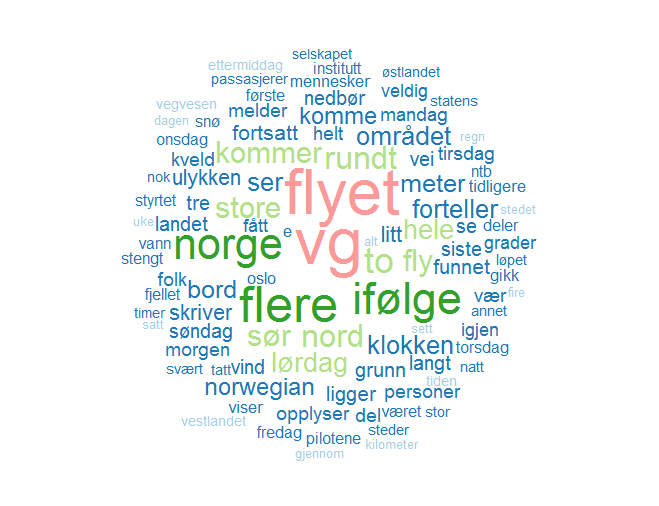 selskapet
ettermiddag institutt østlandet
passasjerer mennesker veldig
vegvesen første nedbør statens
dagen snø melder komme mandag
onsdag fortsatt helt området regn
kveld kommer rundt vei tirsdag
nok ulykken ser flyet meter ntb
styrtet tre store forteller tidligere
uke landet fått e vg litt hele se deler stedet
vann norge alt to fly siste grader
stengt funnet gikk løpet
folk oslo
fjellet bord flere ifølge vær fire
timer skriver annet
satt søndag sør nord sett klokken igjen
morgen lørdag langt torsdag
svært tatt vind grunn natt
norwegian ligger personer tiden
viser opplyser del været stor
vestlandet fredag pilotene steder
gjennom kilometer